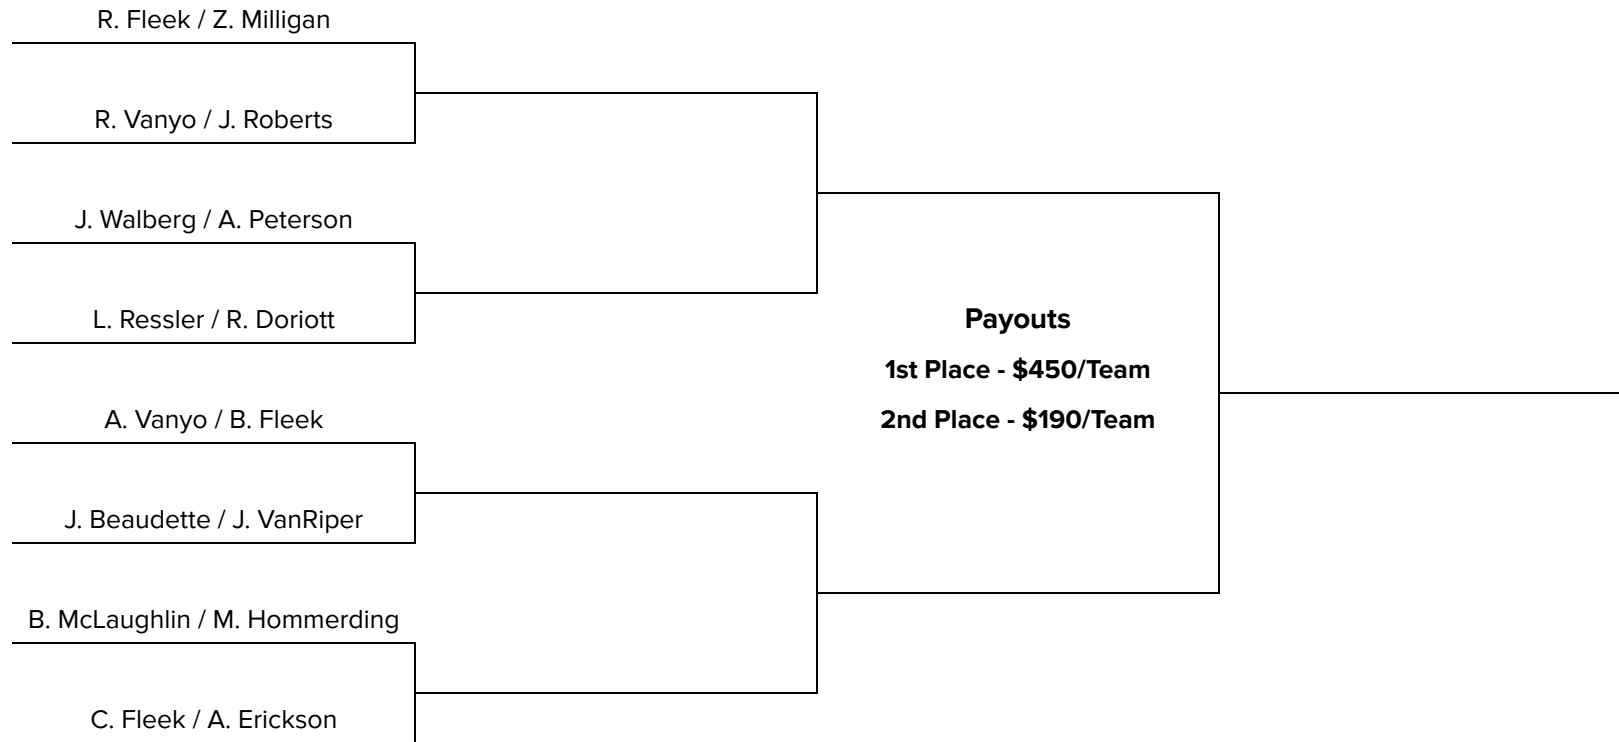 R. Fleek / Z. Milligan
R. Vanyo / J. Roberts
J. Walberg / A. Peterson
L. Ressler / R. Doriott
A. Vanyo / B. Fleek
J. Beaudette / J. VanRiper
B. McLaughlin / M. Hommerding
C. Fleek / A. Erickson
Payouts
1st Place - $450/Team
2nd Place - $190/Team